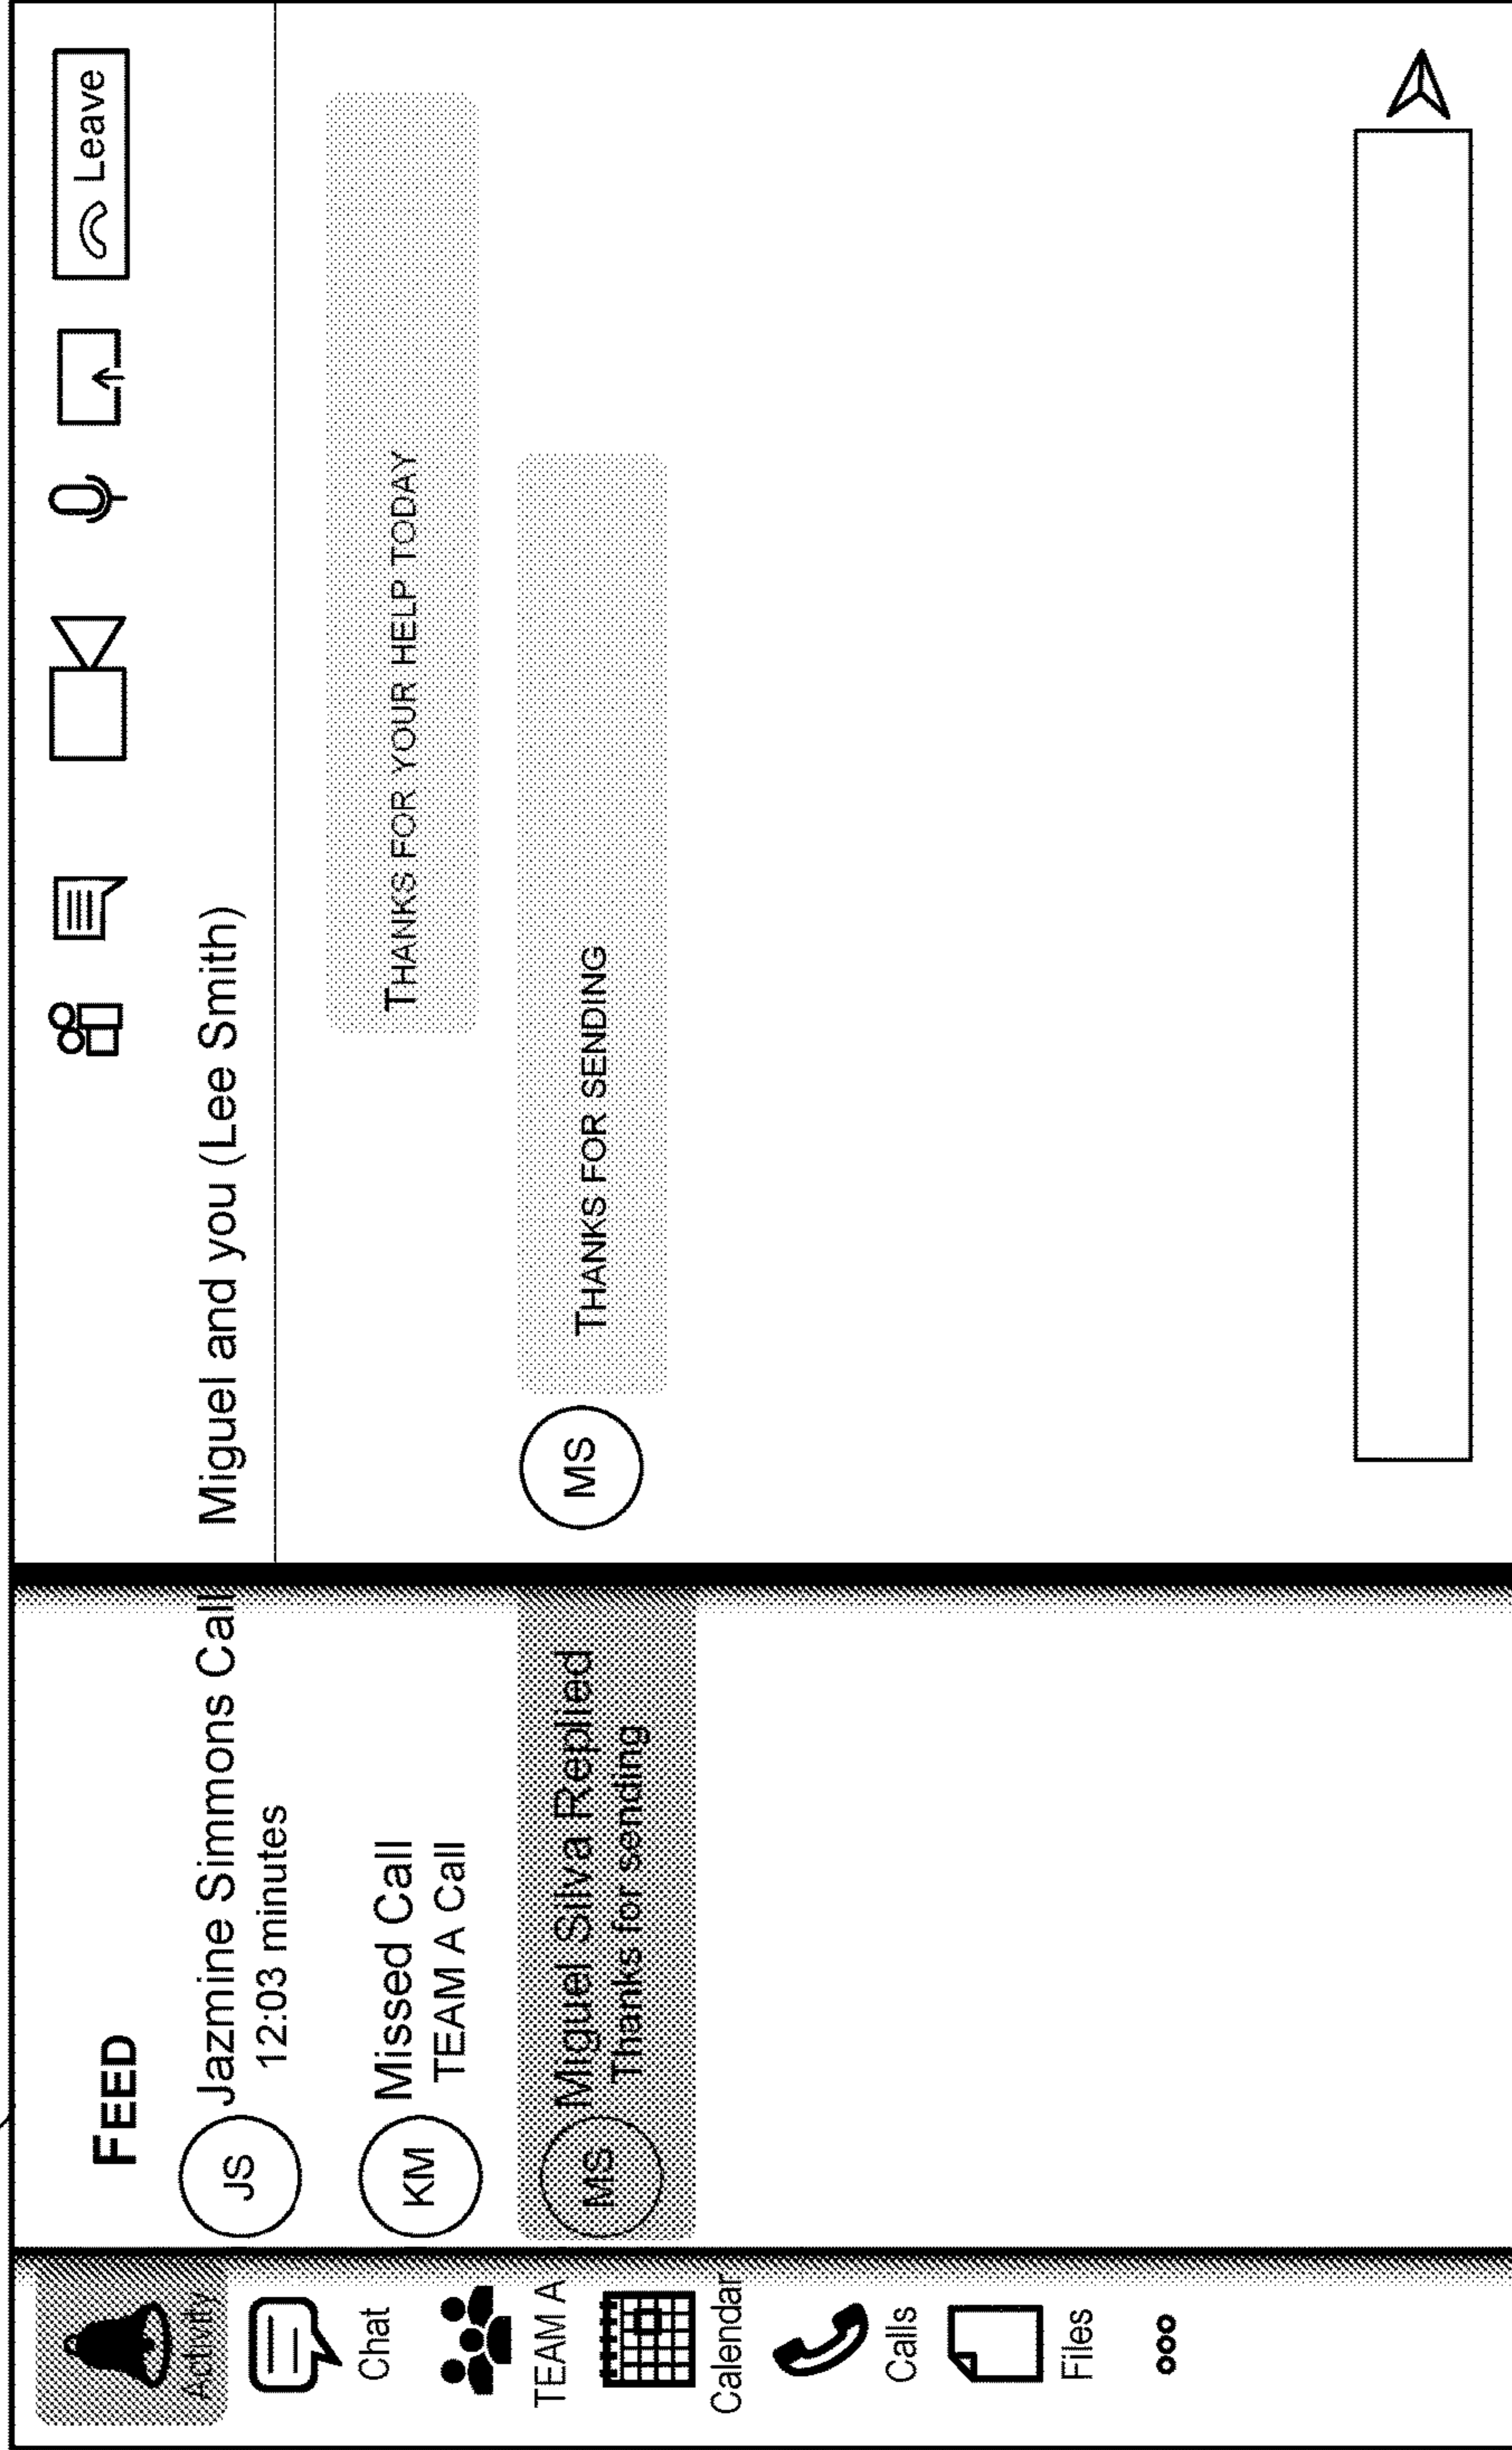 Activity
Chat
TEAM A
Calendar
Calls
Files
FEED
JS
Jazmine Simmons Call
12:03 minutes
KM
Missed Call
TEAM A Call
MS
Miguel Silva Replied
Thanks for sending
Leave
Miguel and you (Lee Smith)
THANKS FOR YOUR HELP TODAY
MS
THANKS FOR SENDING